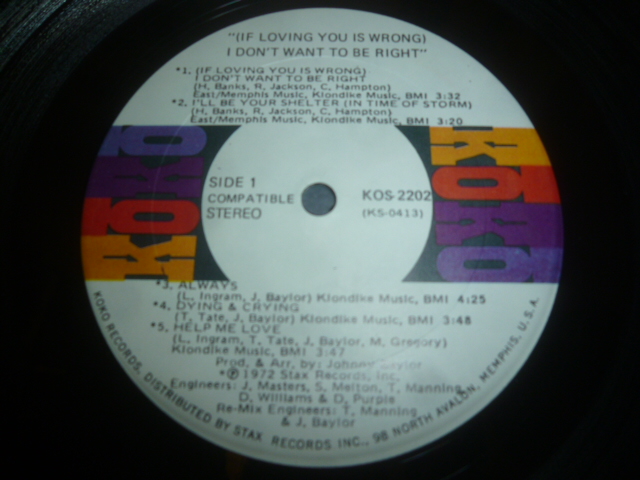 "(IF LOVING YOU IS WRONG)
I DON'T WANT TO BE RIGHT"
*1. (IF LOVING YOU IS WRONG)
I DON'T WANT TO BE RIGHT
(H. Banks, R. Jackson, C. Hampton)
East/Memphis Music, Klondike Music, BMI 3:32
*2. I'LL BE YOUR SHELTER (IN TIME OF STORM)
(H. Banks, R. Jackson, C. Hampton)
East/Memphis Music, Klondike Music, BMI 3:20
KOKO
KOKO
SIDE 1
COMPATIBLE
STEREO
KOS-2202
(KS-0413)
*3. ALWAYS
(L. Ingram, J. Baylor) Klondike Music, BMI 4:25
*4. DYING & CRYING
(T. Tate, J. Baylor) Klondike Music, BMI 3:48
*5. HELP ME LOVE
(L. Ingram, T. Tate, J. Baylor, M. Gregory)
Klondike Music, BMI 3:47
Prod. & Arr. by: Johnny Baylor
*℗ 1972 Stax Records, Inc.
Engineers: J. Masters, S. Melton, T. Manning,
D. Williams & D. Purple
Re-Mix Engineers: T. Manning
& J. Baylor
KOKO RECORDS, DISTRIBUTED BY STAX RECORDS INC., 98 NORTH AVALON, MEMPHIS, U.S.A.